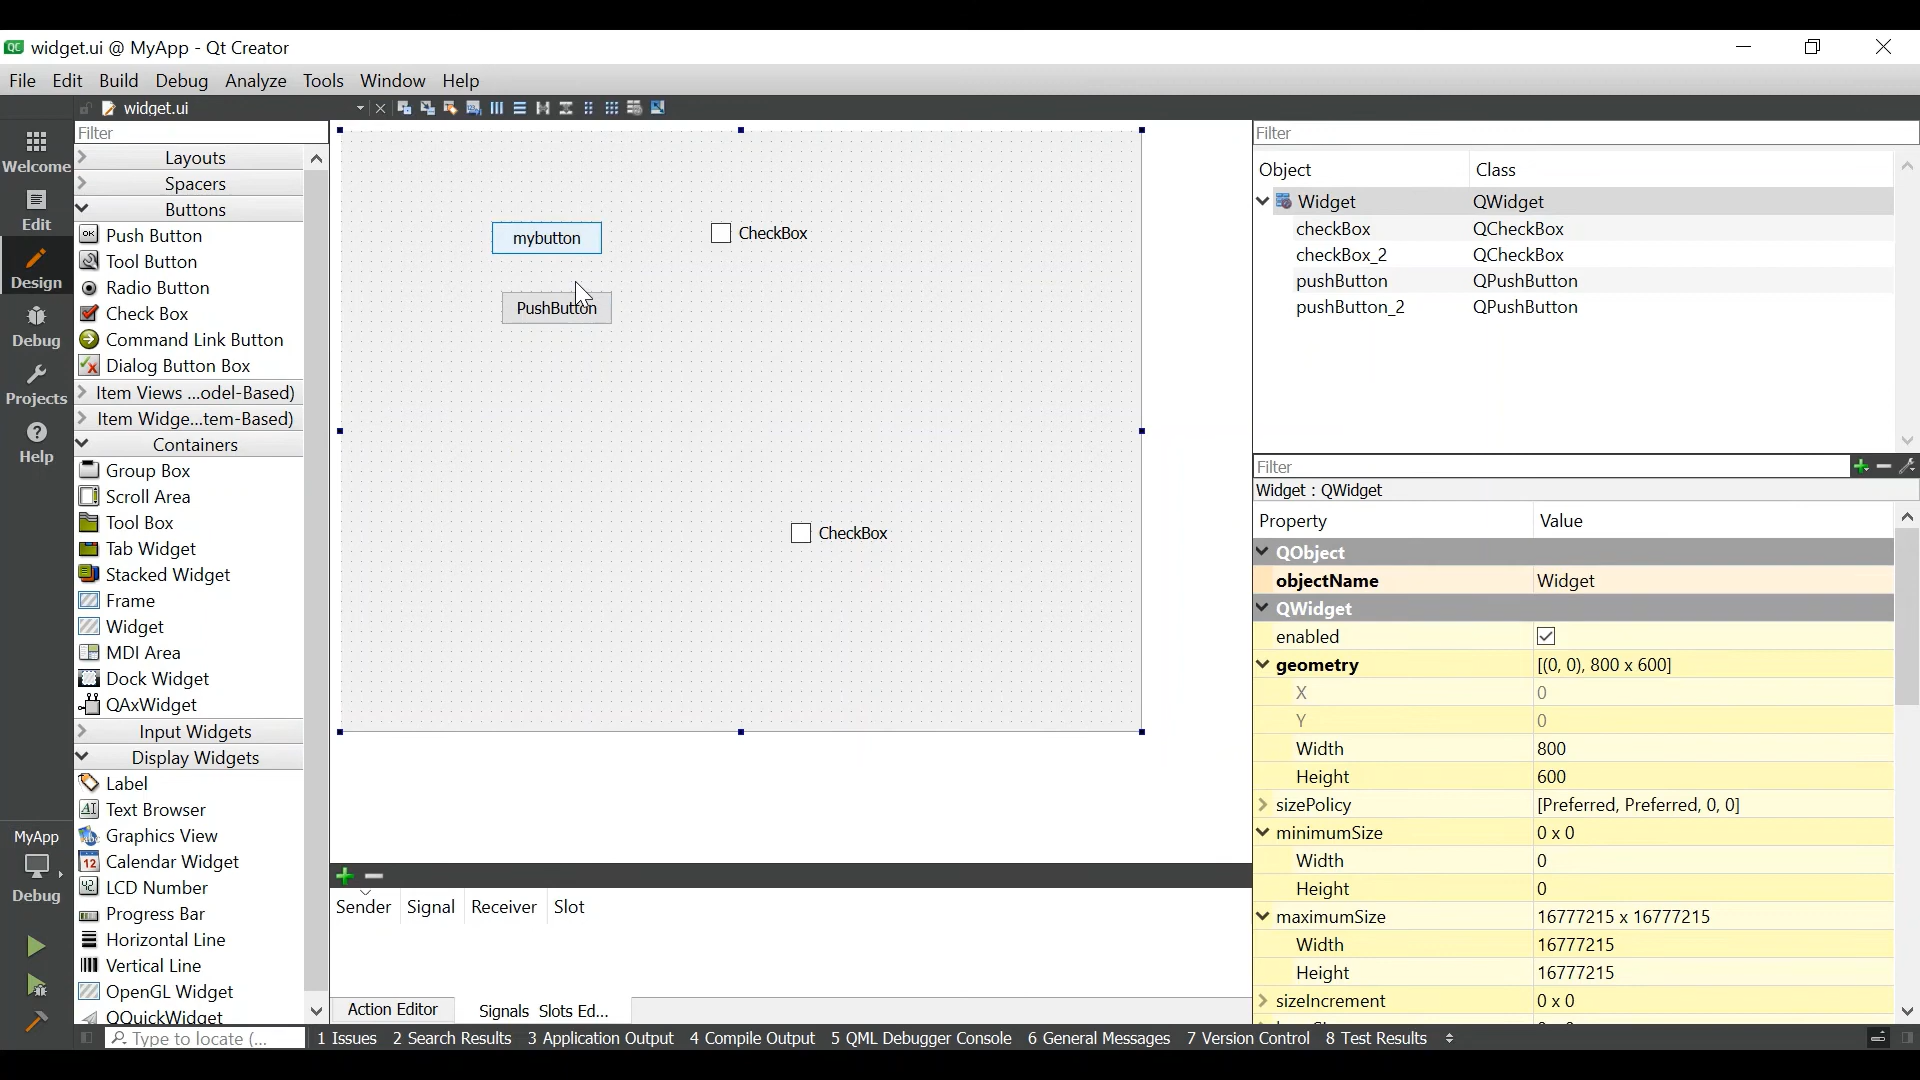 QC widget.ui @ MyApp - Qt Creator
File Edit Build Debug Analyze Tools Window Help
widget.ui
Filter
Welcome
Edit
Design
Debug
Projects
Help
MyApp
Debug
Layouts
Spacers
Buttons
Push Button
Tool Button
Radio Button
Check Box
Command Link Button
Dialog Button Box
Item Views ...odel-Based)
Item Widge...tem-Based)
Containers
Group Box
Scroll Area
Tool Box
Tab Widget
Stacked Widget
Frame
Widget
MDI Area
Dock Widget
QAxWidget
Input Widgets
Display Widgets
Label
Text Browser
Graphics View
Calendar Widget
LCD Number
Progress Bar
Horizontal Line
Vertical Line
OpenGL Widget
QQuickWidget
mybutton
CheckBox
PushButton
CheckBox
Sender Signal Receiver Slot
Action Editor Signals Slots Ed...
Filter
Object Class
Widget QWidget
checkBox QCheckBox
checkBox_2 QCheckBox
pushButton QPushButton
pushButton_2 QPushButton
Filter
Widget : QWidget
Property Value
QObject
objectName Widget
QWidget
enabled
geometry [(0, 0), 800 x 600]
X 0
Y 0
Width 800
Height 600
sizePolicy [Preferred, Preferred, 0, 0]
minimumSize 0 x 0
Width 0
Height 0
maximumSize 16777215 x 16777215
Width 16777215
Height 16777215
sizeIncrement 0 x 0
Type to locate (...
1 Issues 2 Search Results 3 Application Output 4 Compile Output 5 QML Debugger Console 6 General Messages 7 Version Control 8 Test Results